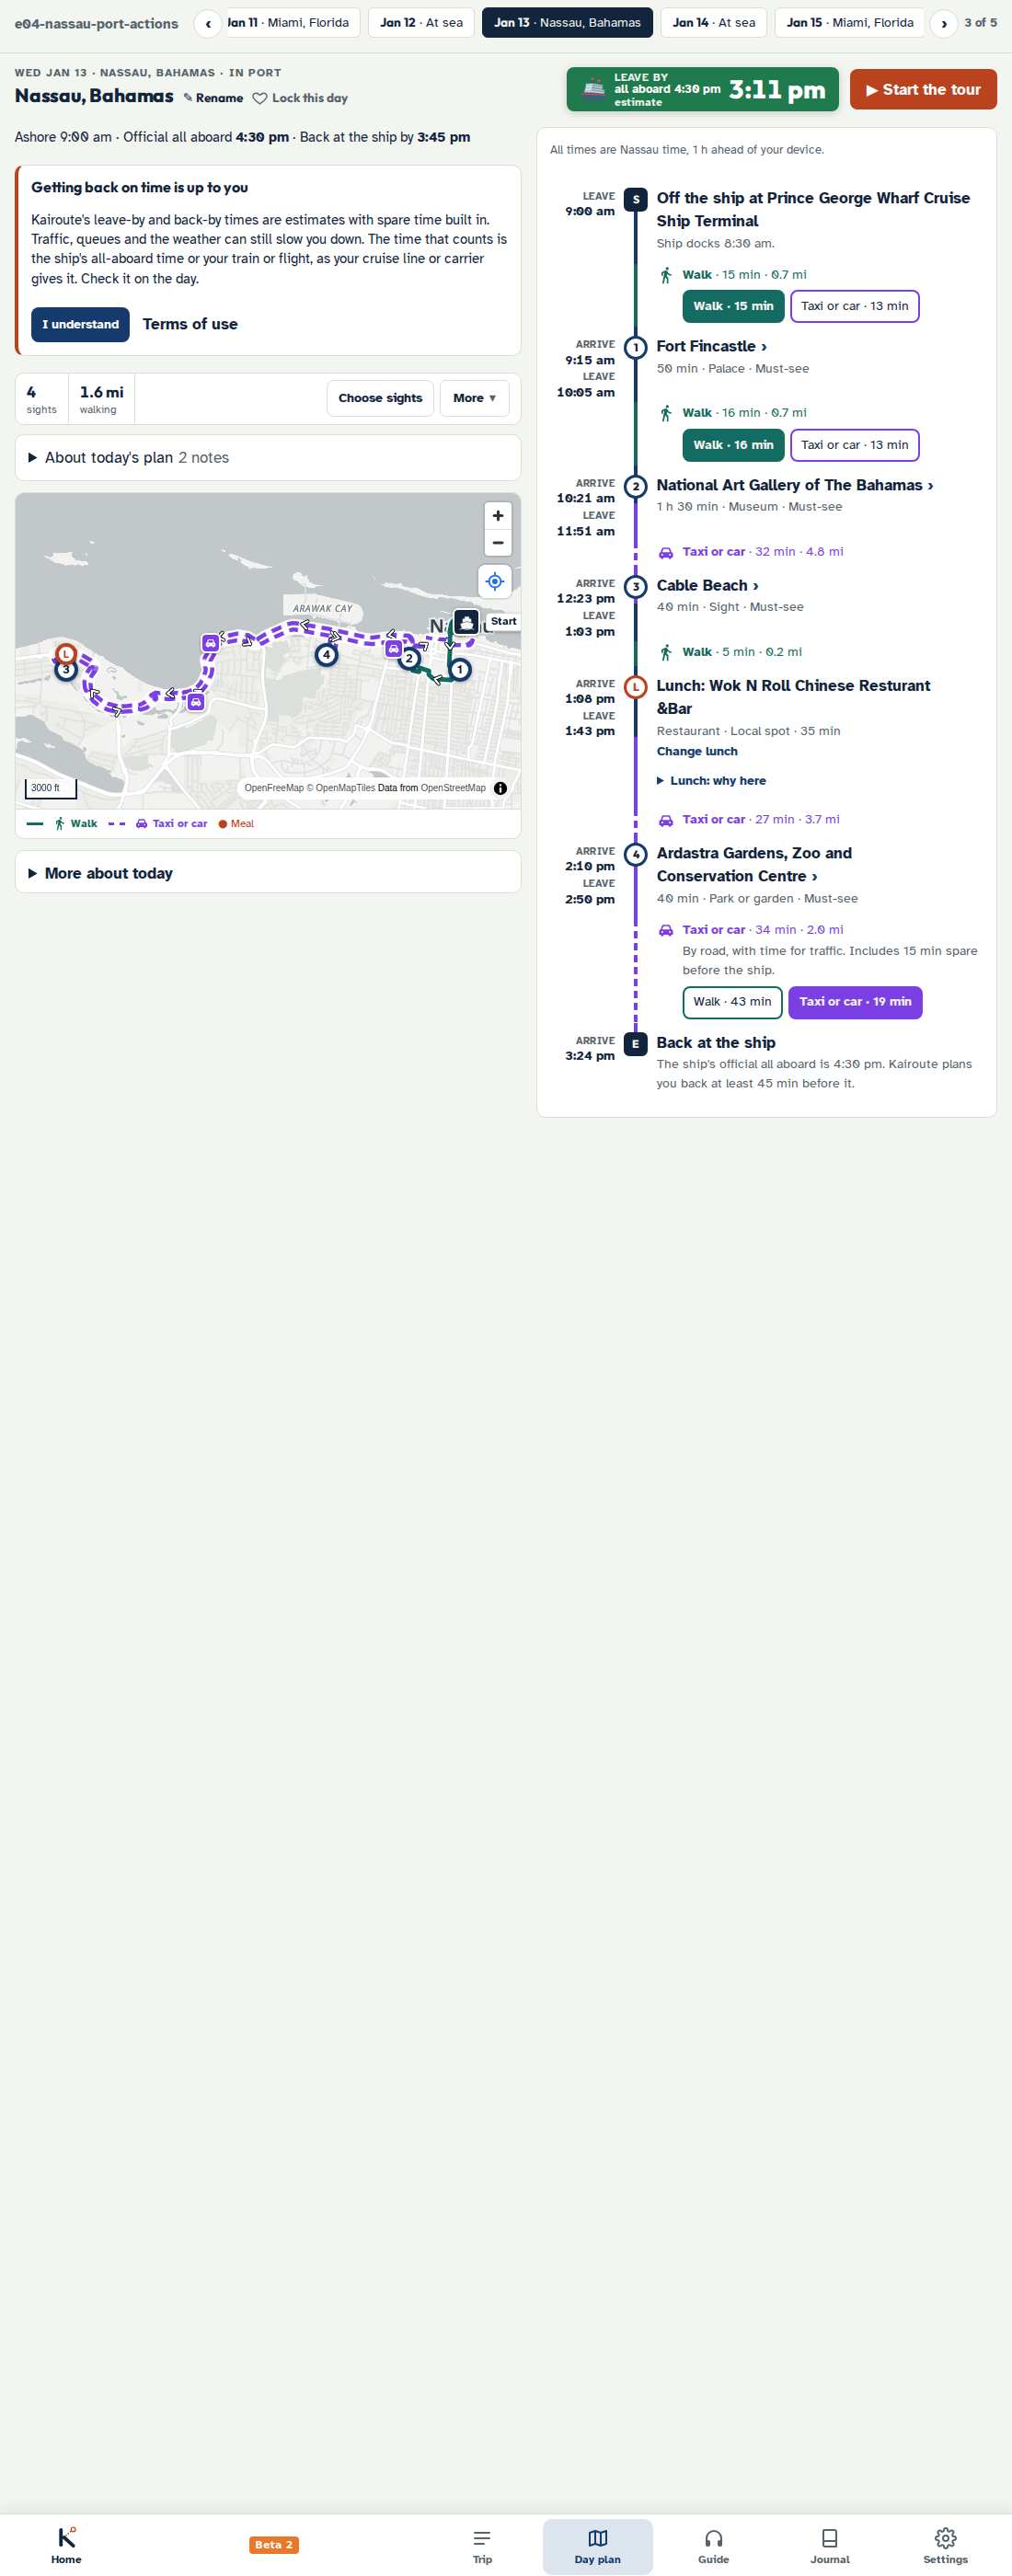 e04-nassau-port-actions
‹
Jan 11 · Miami, Florida
Jan 12 · At sea
Jan 13 · Nassau, Bahamas
Jan 14 · At sea
Jan 15 · Miami, Florida
›
3 of 5
WED JAN 13 · NASSAU, BAHAMAS · IN PORT
Nassau, Bahamas
✎ Rename
Lock this day
LEAVE BY
all aboard 4:30 pm
estimate
3:11 pm
▶ Start the tour
Ashore 9:00 am · Official all aboard 4:30 pm · Back at the ship by 3:45 pm
Getting back on time is up to you
Kairoute's leave-by and back-by times are estimates with spare time built in.
Traffic, queues and the weather can still slow you down. The time that counts is
the ship's all-aboard time or your train or flight, as your cruise line or carrier
gives it. Check it on the day.
I understand
Terms of use
4
sights
1.6 mi
walking
Choose sights
More ▼
▶ About today's plan 2 notes
+
−
ARAWAK CAY
Start
L
3
4
2
1
3000 ft
OpenFreeMap © OpenMapTiles Data from OpenStreetMap
Walk
Taxi or car
Meal
▶ More about today
All times are Nassau time, 1 h ahead of your device.
LEAVE
9:00 am
S
Off the ship at Prince George Wharf Cruise
Ship Terminal
Ship docks 8:30 am.
Walk · 15 min · 0.7 mi
Walk · 15 min
Taxi or car · 13 min
ARRIVE
9:15 am
LEAVE
10:05 am
1
Fort Fincastle ›
50 min · Palace · Must-see
Walk · 16 min · 0.7 mi
Walk · 16 min
Taxi or car · 13 min
ARRIVE
10:21 am
LEAVE
11:51 am
2
National Art Gallery of The Bahamas ›
1 h 30 min · Museum · Must-see
Taxi or car · 32 min · 4.8 mi
ARRIVE
12:23 pm
LEAVE
1:03 pm
3
Cable Beach ›
40 min · Sight · Must-see
Walk · 5 min · 0.2 mi
ARRIVE
1:08 pm
LEAVE
1:43 pm
L
Lunch: Wok N Roll Chinese Resturant
&Bar
Restaurant · Local spot · 35 min
Change lunch
▶ Lunch: why here
Taxi or car · 27 min · 3.7 mi
ARRIVE
2:10 pm
LEAVE
2:50 pm
4
Ardastra Gardens, Zoo and
Conservation Centre ›
40 min · Park or garden · Must-see
Taxi or car · 34 min · 2.0 mi
By road, with time for traffic. Includes 15 min spare
before the ship.
Walk · 43 min
Taxi or car · 19 min
ARRIVE
3:24 pm
E
Back at the ship
The ship's official all aboard is 4:30 pm. Kairoute plans
you back at least 45 min before it.
Home
Beta 2
Trip
Day plan
Guide
Journal
Settings